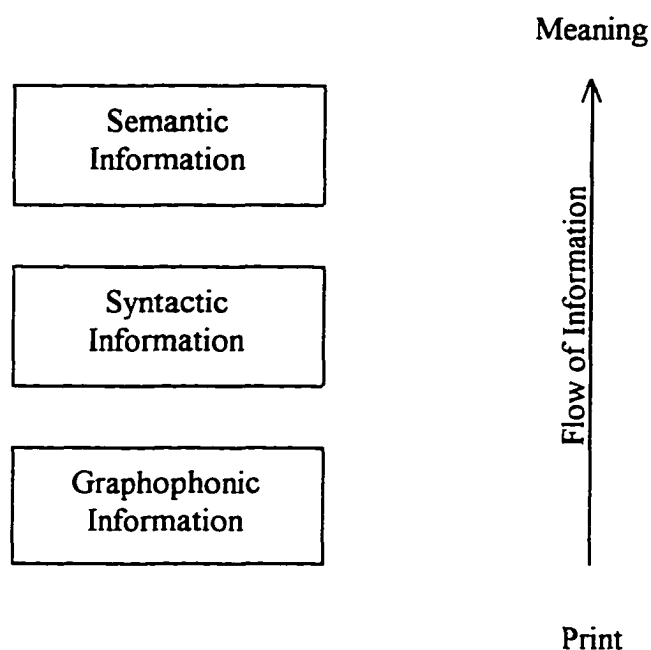 Meaning
Semantic
Information
Syntactic
Information
Flow of Information
Graphophonic
Information
Print